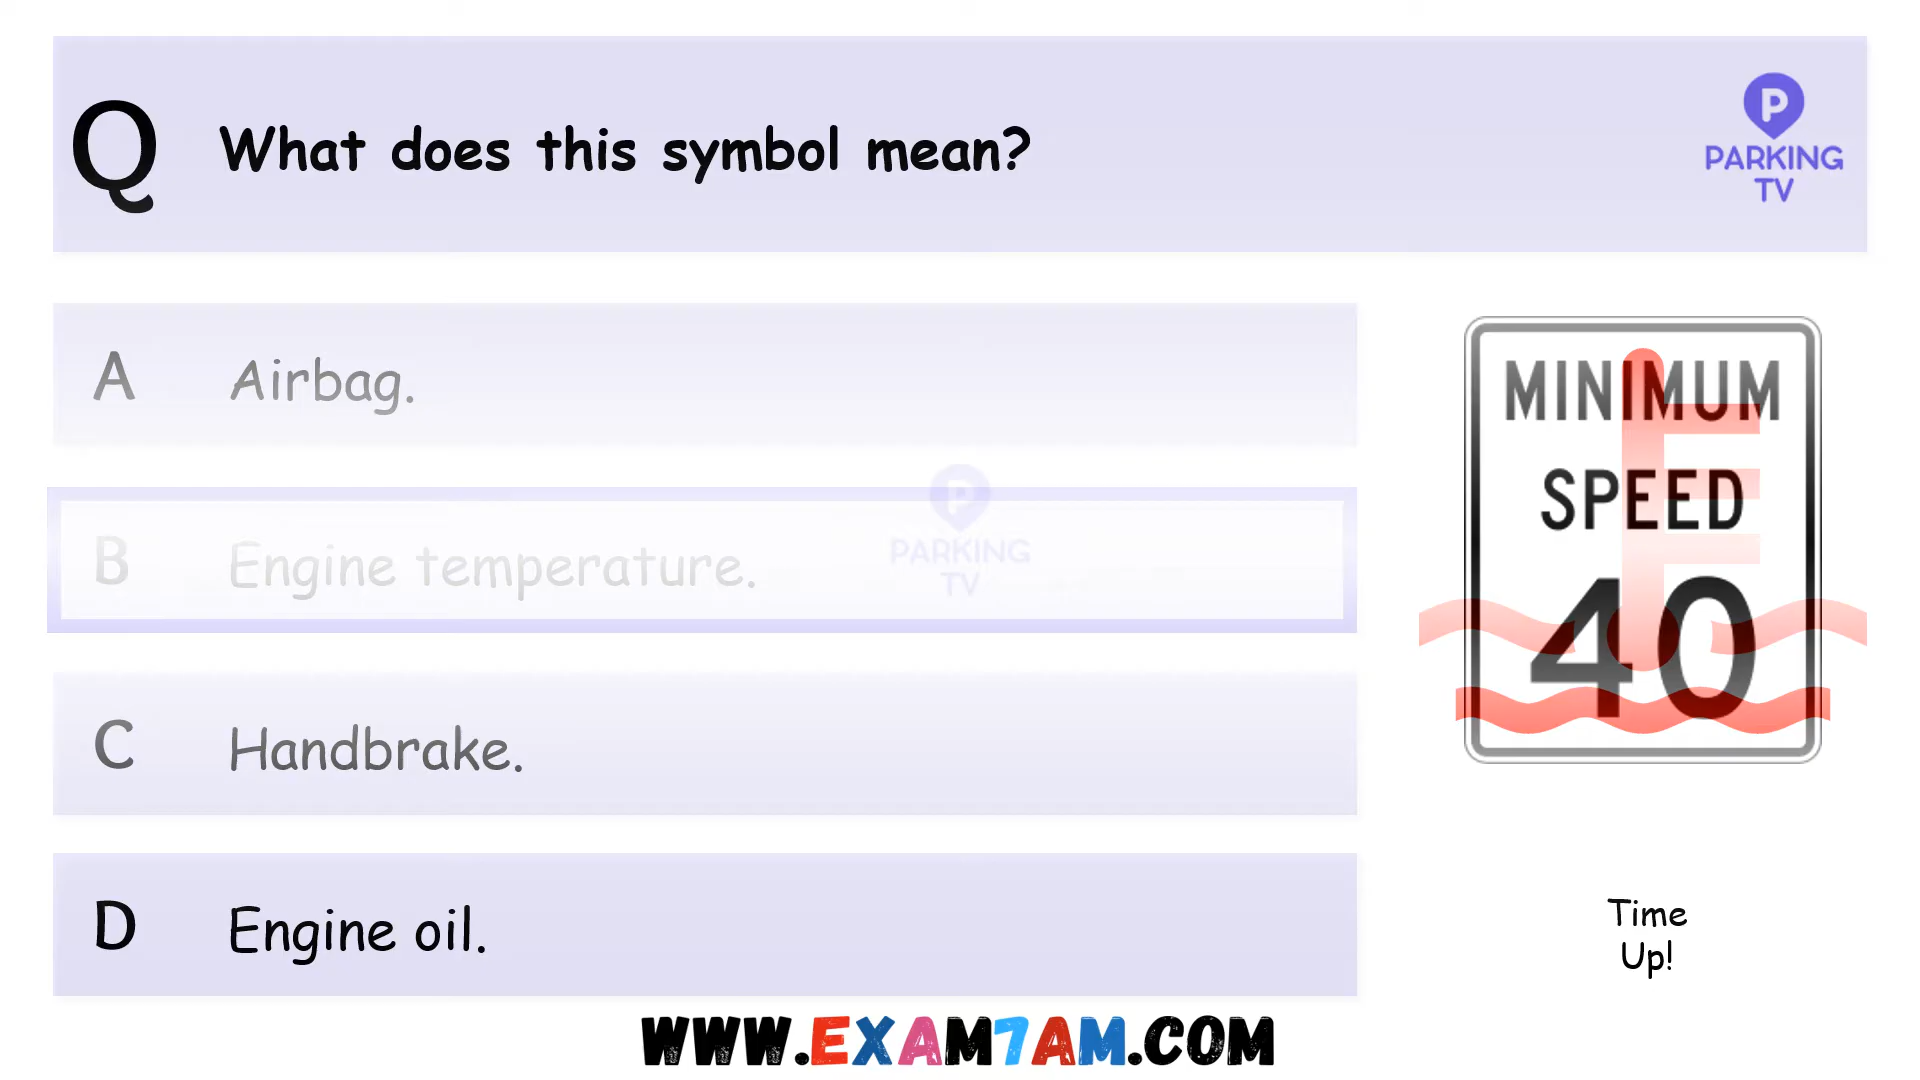 Q What does this symbol mean?
P
PARKING
TV
A Airbag.
B Engine temperature.
C Handbrake.
D Engine oil.
P
PARKING
TV
MINIMUM
SPEED
40
Time
Up!
WWW.EXAM7AM.COM